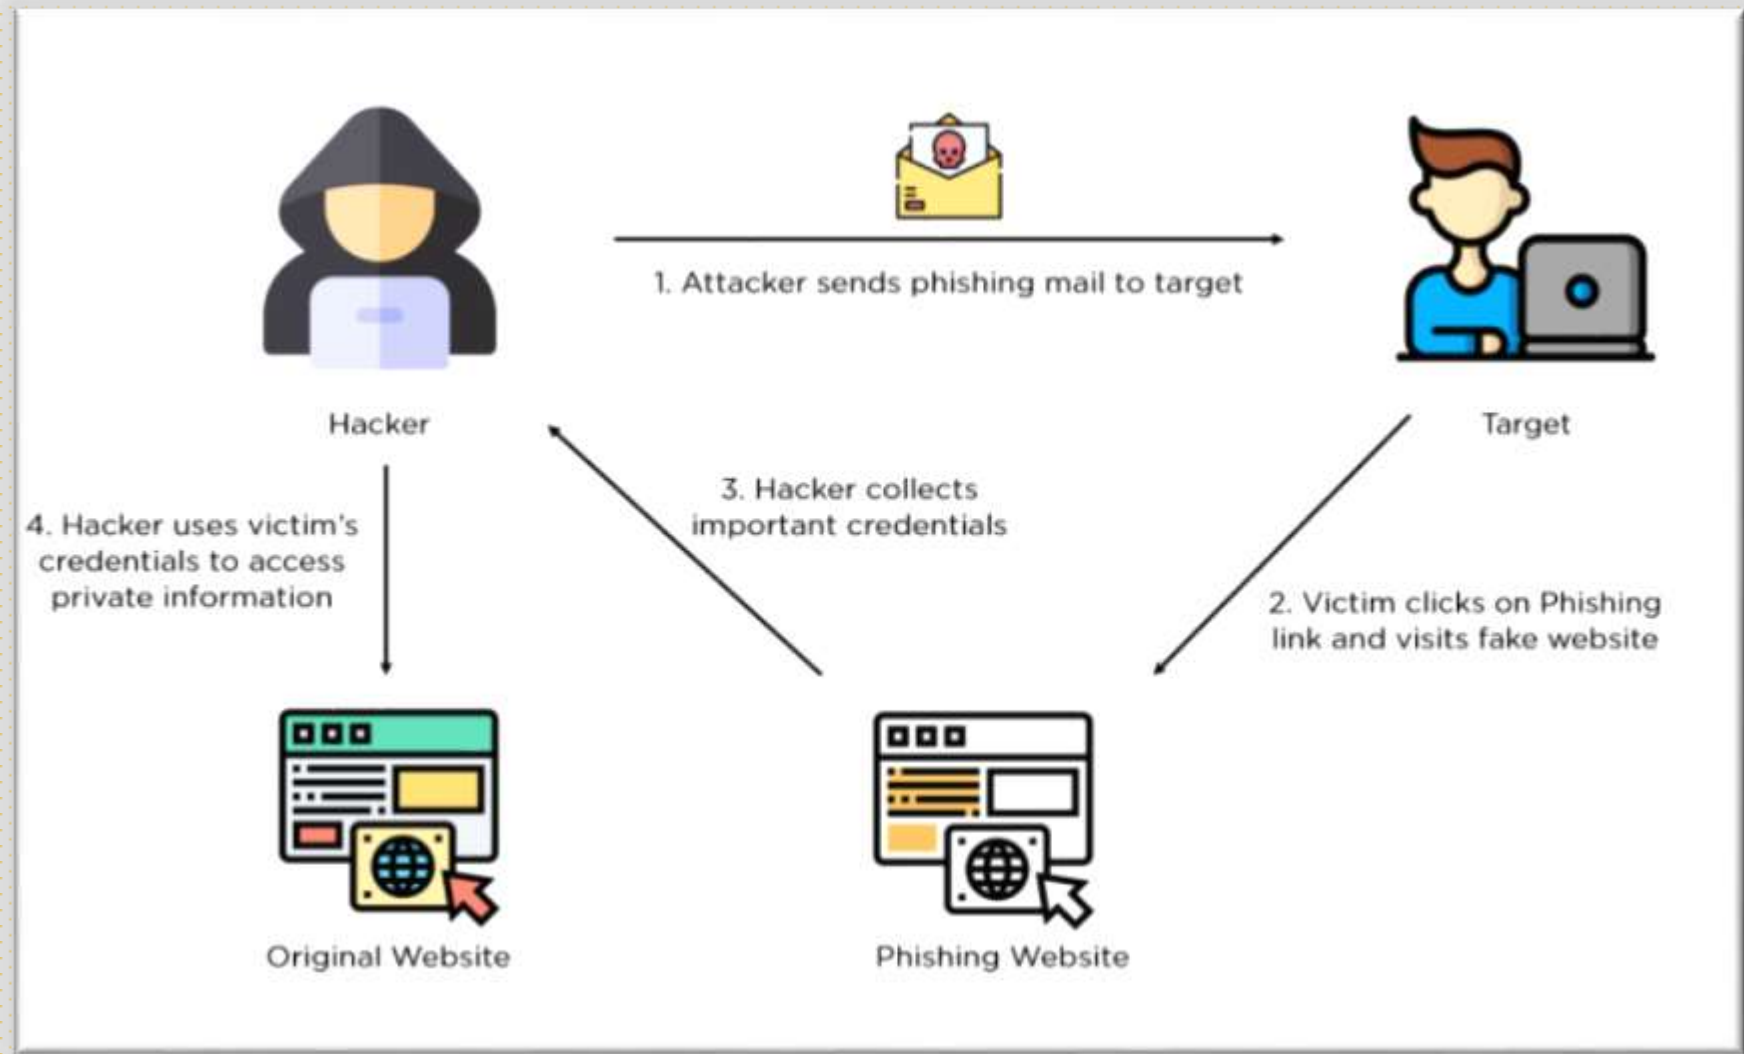 1. Attacker sends phishing mail to target
Hacker
Target
3. Hacker collects
important credentials
4. Hacker uses victim's
credentials to access
private information
2. Victim clicks on Phishing
link and visits fake website
Original Website
Phishing Website